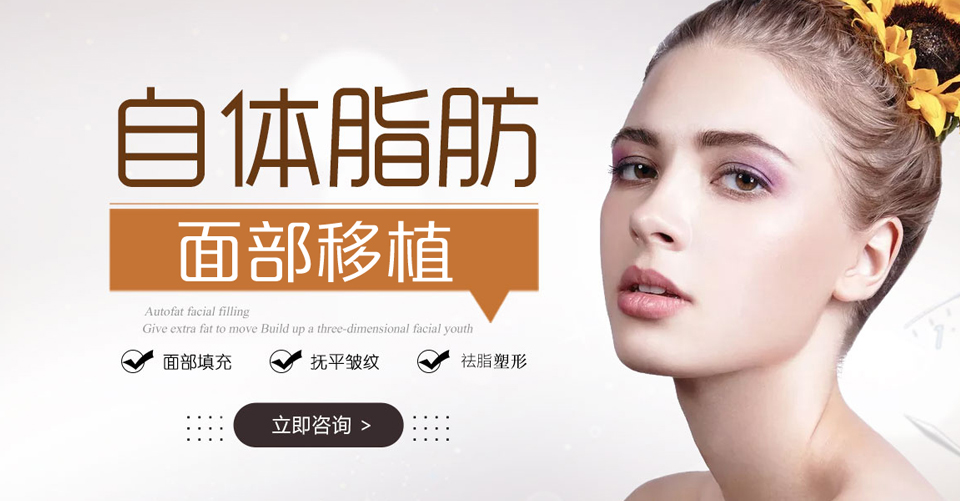 自体脂肪
面部移植
Autofat facial filling
Give extra fat to move Build up a three-dimensional facial youth
面部填充 抚平皱纹 祛脂塑形
立即咨询 >